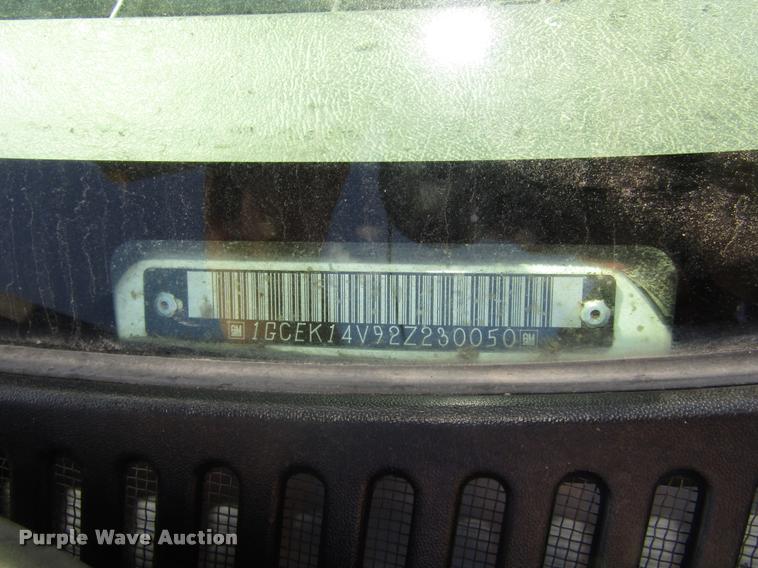 GM 1GCEK14V92Z230050 GM
Purple Wave Auction